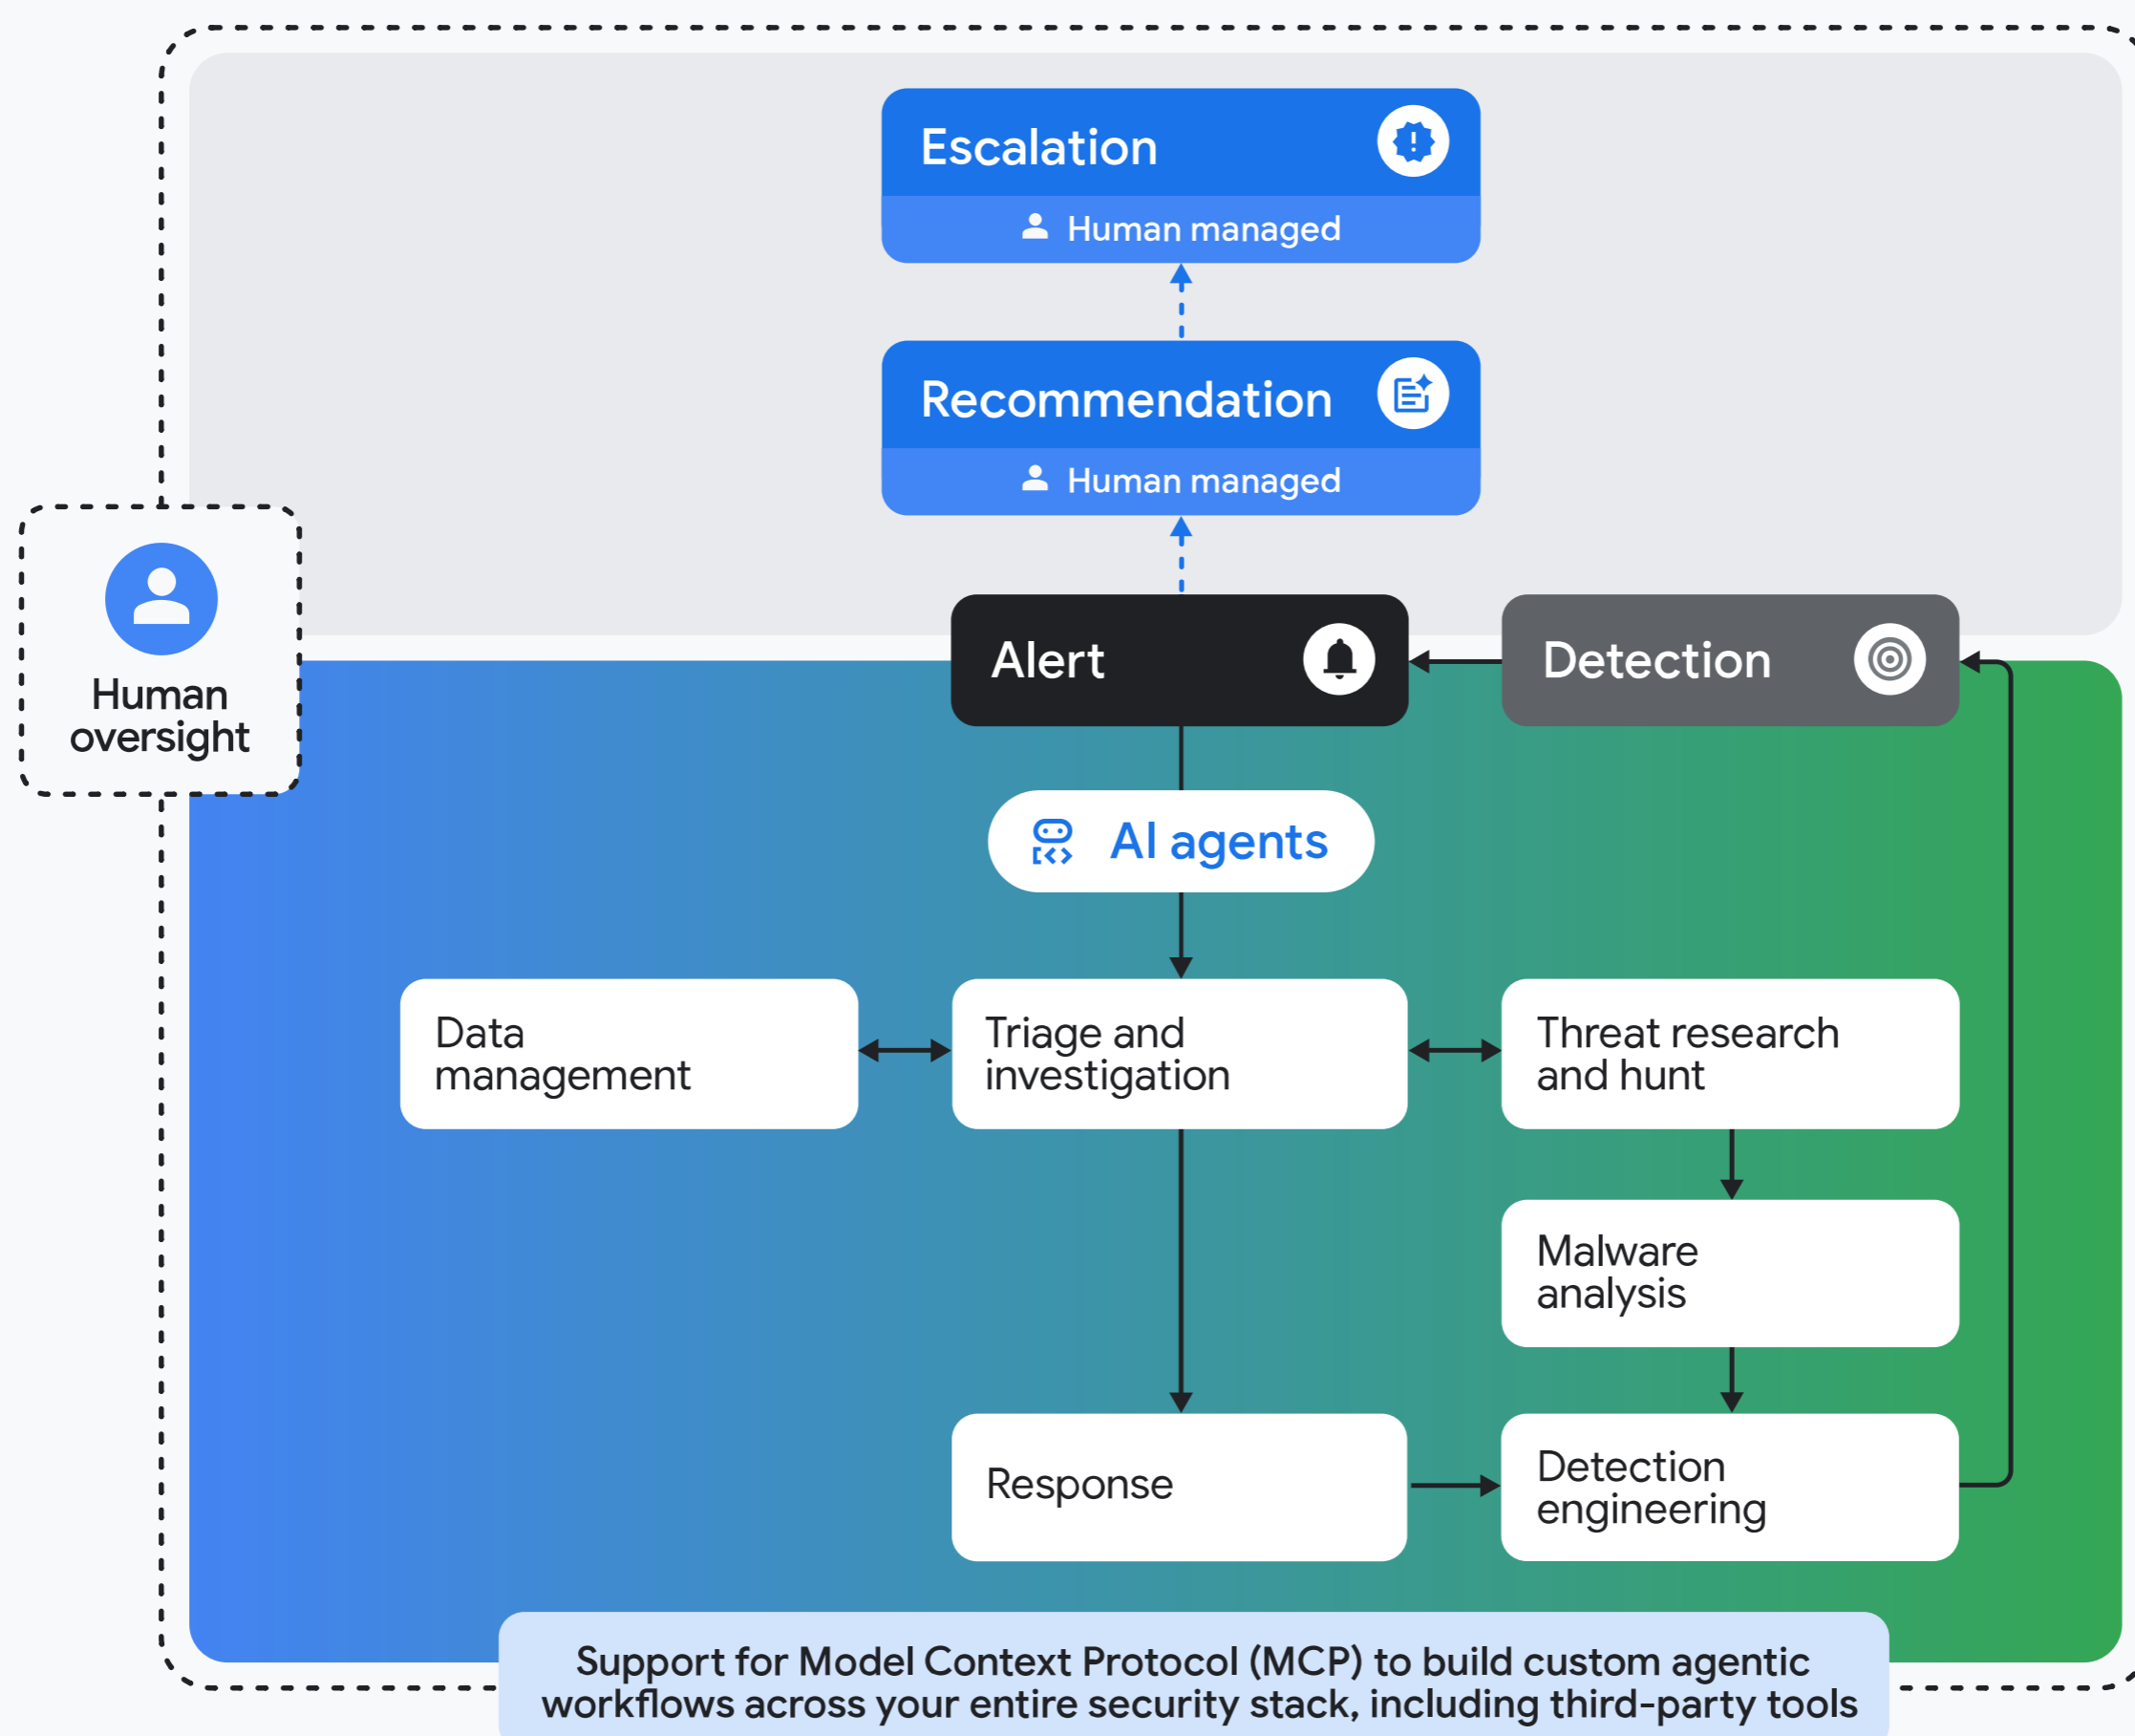 Escalation
Human managed
Recommendation
Human managed
Human
oversight
Alert
Detection
AI agents
Data
management
Triage and
investigation
Threat research
and hunt
Malware
analysis
Response
Detection
engineering
Support for Model Context Protocol (MCP) to build custom agentic
workflows across your entire security stack, including third-party tools